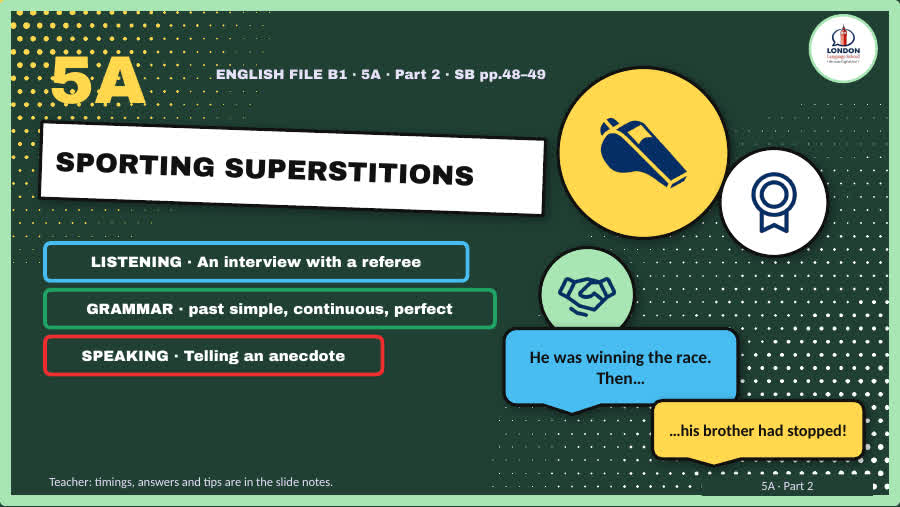 5A
ENGLISH FILE B1 · 5A · Part 2 · SB pp.48–49
LONDON
Language School
SPORTING SUPERSTITIONS
LISTENING · An interview with a referee
GRAMMAR · past simple, continuous, perfect
SPEAKING · Telling an anecdote
He was winning the race.
Then…
…his brother had stopped!
Teacher: timings, answers and tips are in the slide notes.
5A · Part 2